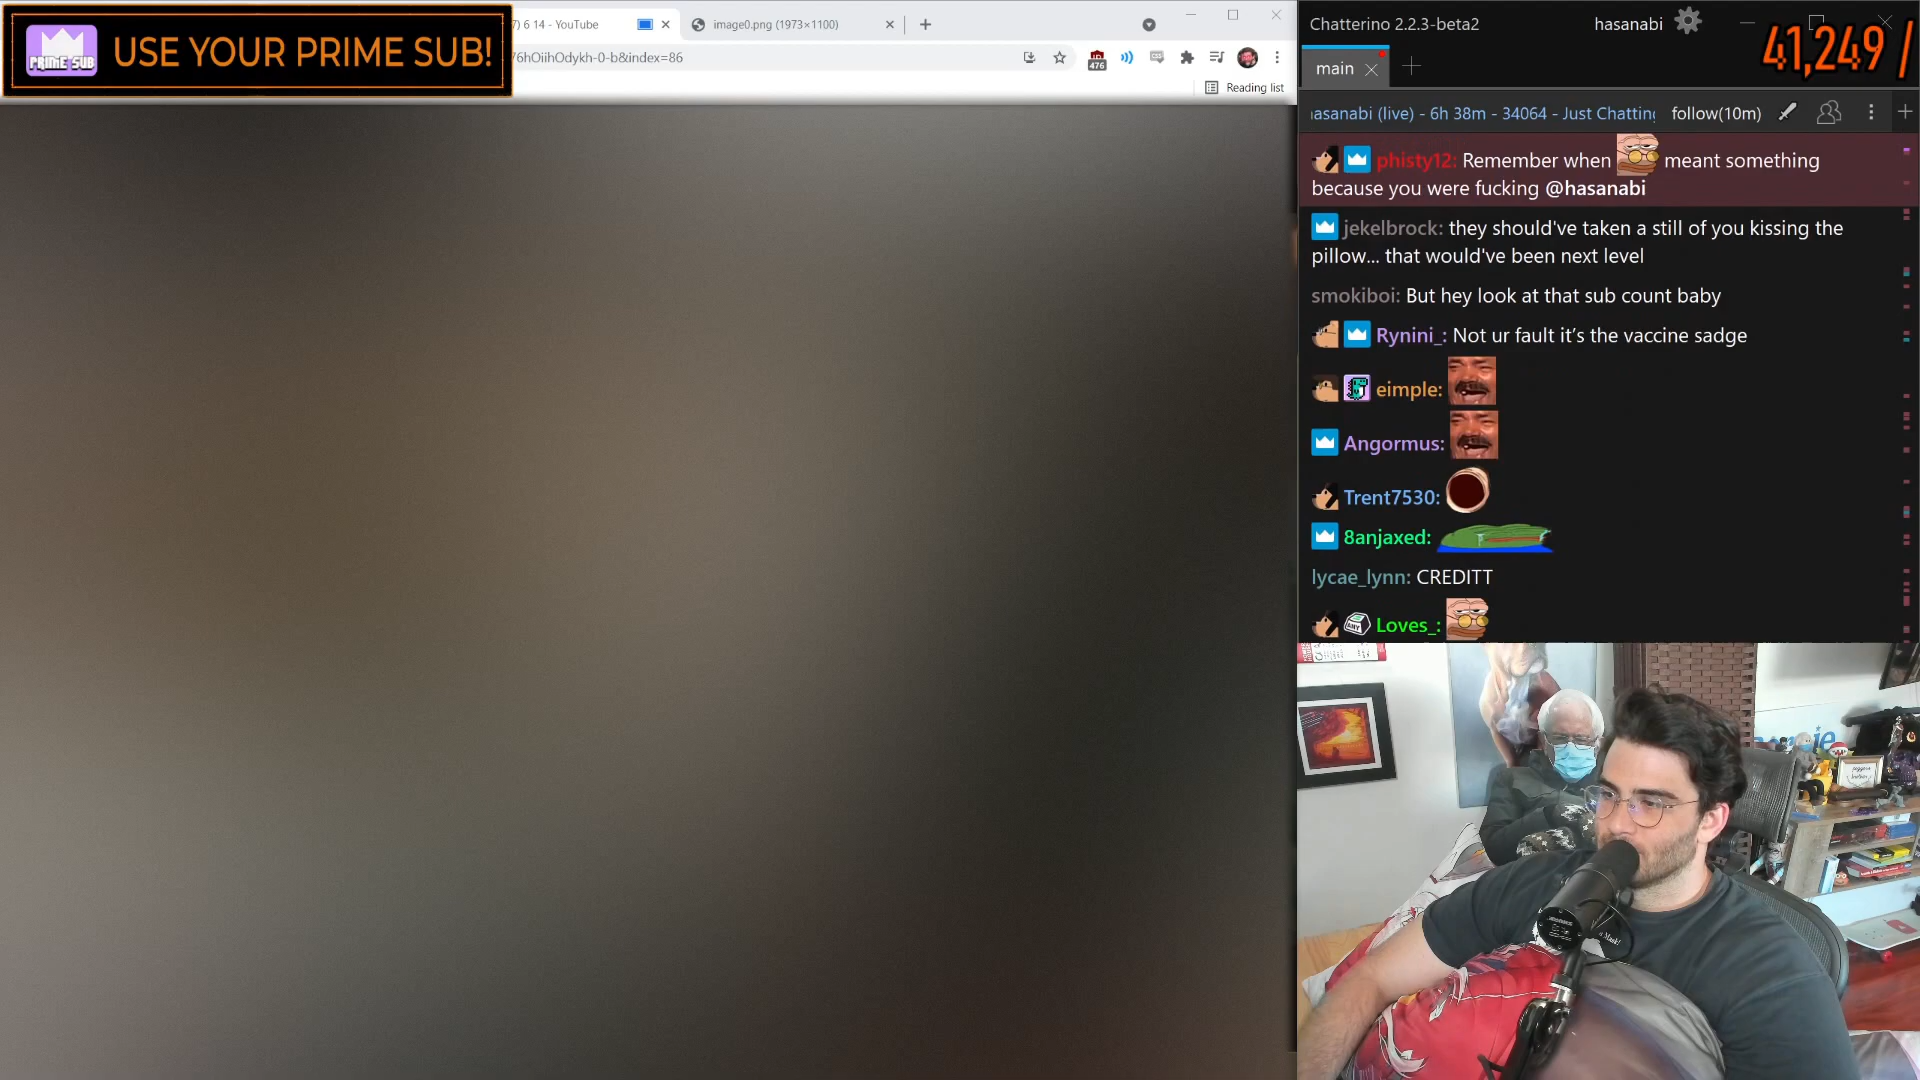 PRIME SUB
USE YOUR PRIME SUB!
6 14 - YouTube
image0.png (1973×1100)
76hOiihOdykh-0-b&index=86
476
Reading list
Chatterino 2.2.3-beta2
hasanabi
41,249 /
main
asanabi (live) - 6h 38m - 34064 - Just Chatting
follow(10m)
phisty12: Remember when meant something
because you were fucking @hasanabi
jekelbrock: they should've taken a still of you kissing the
pillow... that would've been next level
smokiboi: But hey look at that sub count baby
Rynini_: Not ur fault it’s the vaccine sadge
eimple:
Angormus:
Trent7530:
8anjaxed:
lycae_lynn: CREDITT
Loves_: